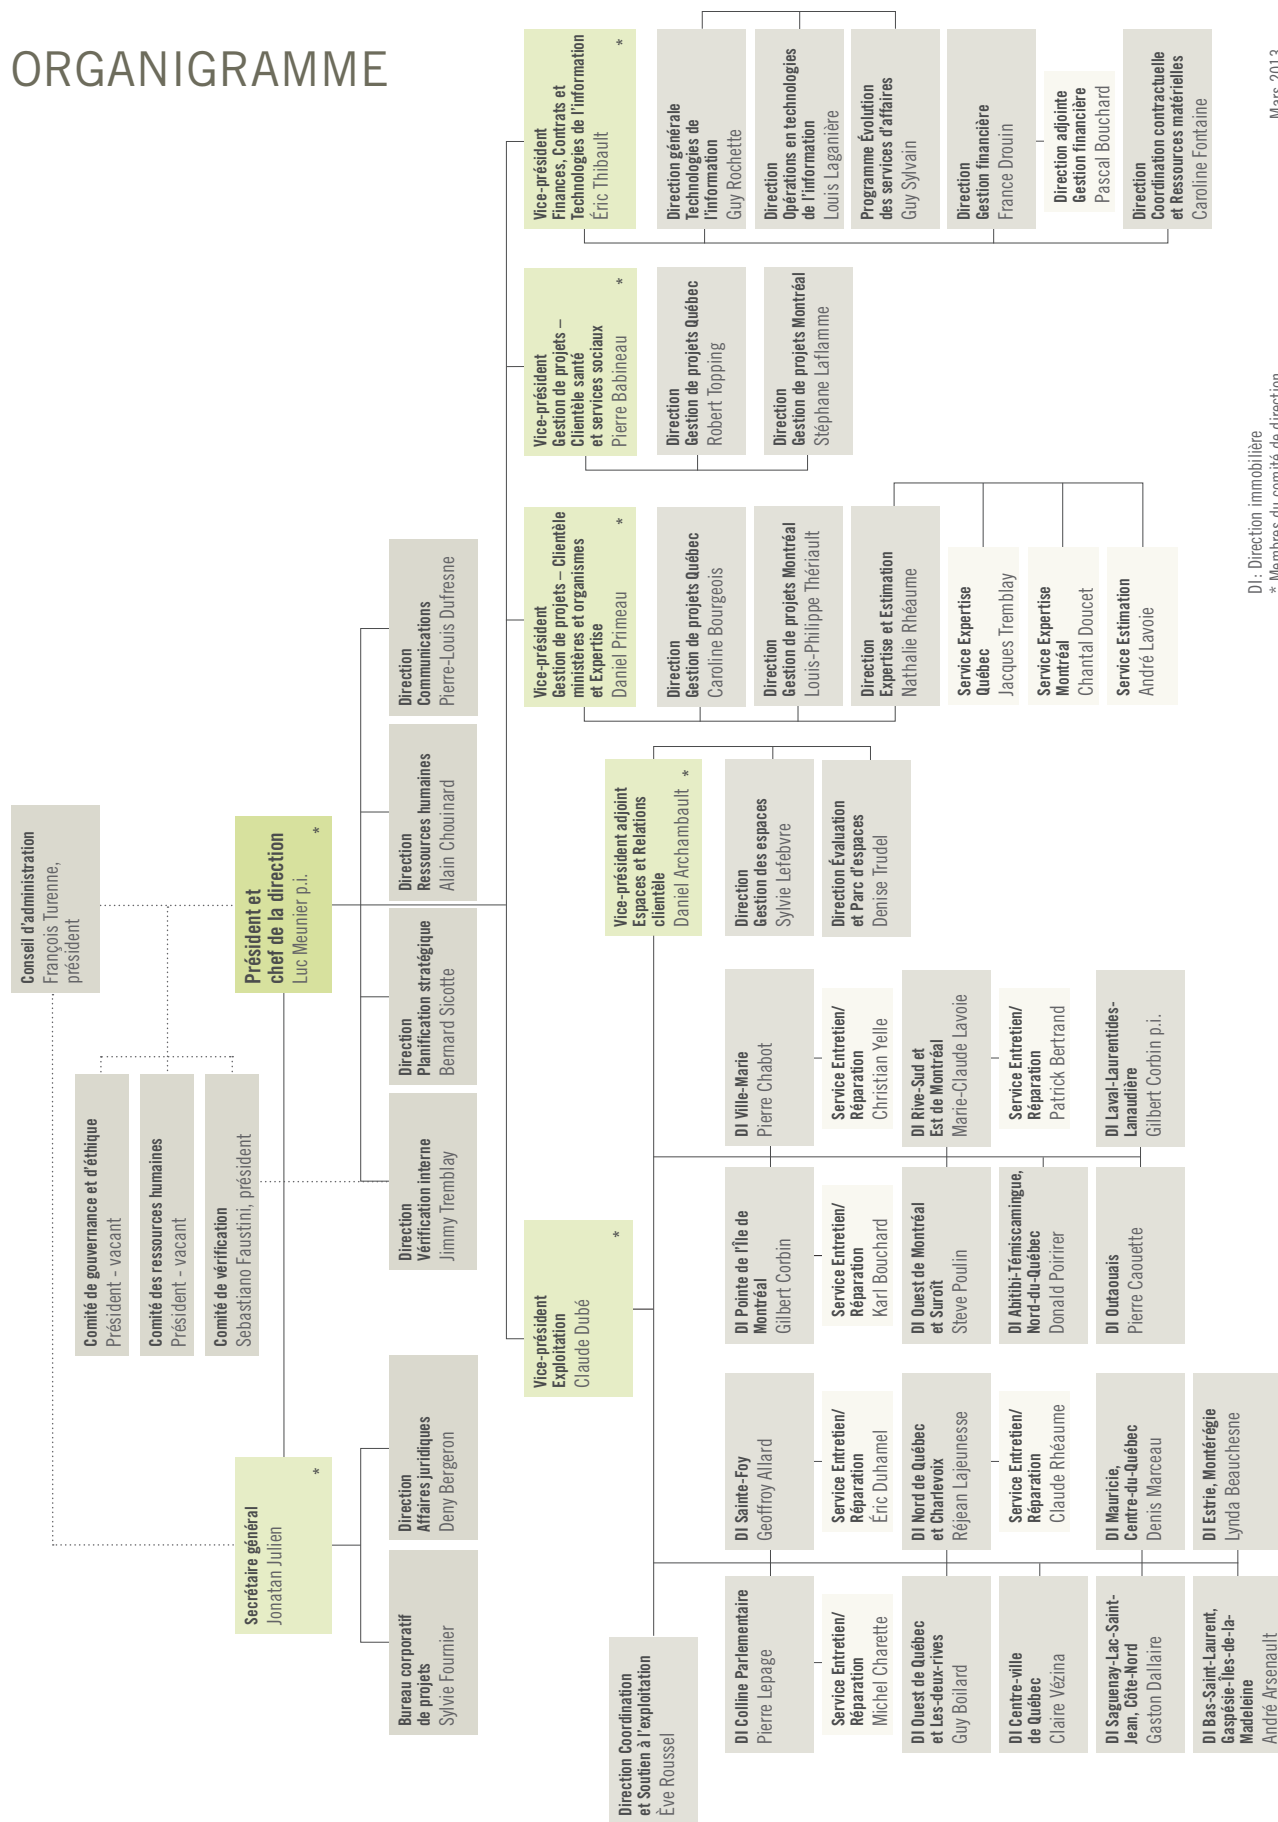 ORGANIGRAMME
Conseil d'administration
François Turenne,
président
Comité de gouvernance et d'éthique
Président - vacant
Comité des ressources humaines
Président - vacant
Comité de vérification
Sebastiano Faustini, président
Secrétaire général
Jonatan Julien
*
Président et
chef de la direction
Luc Meunier p.i.
*
Bureau corporatif
de projets
Sylvie Fournier
Direction
Affaires juridiques
Deny Bergeron
Direction
Vérification interne
Jimmy Tremblay
Direction
Planification stratégique
Bernard Sicotte
Direction
Ressources humaines
Alain Chouinard
Direction
Communications
Pierre-Louis Dufresne
Vice-président
Exploitation
Claude Dubé
*
Vice-président
Gestion de projets – Clientèle
ministères et organismes
et Expertise
Daniel Primeau
*
Vice-président
Gestion de projets –
Clientèle santé
et services sociaux
Pierre Babineau
*
Vice-président
Finances, Contrats et
Technologies de l'information
Éric Thibault
*
Direction Coordination
et Soutien à l'exploitation
Ève Roussel
Vice-président adjoint
Espaces et Relations
clientèle
Daniel Archambault *
DI Colline Parlementaire
Pierre Lepage
Service Entretien/
Réparation
Michel Charette
DI Ouest de Québec
et Les-deux-rives
Guy Boilard
DI Centre-ville
de Québec
Claire Vézina
DI Saguenay-Lac-Saint-
Jean, Côte-Nord
Gaston Dallaire
DI Bas-Saint-Laurent,
Gaspésie-Îles-de-la-
Madeleine
André Arsenault
DI Sainte-Foy
Geoffroy Allard
Service Entretien/
Réparation
Éric Duhamel
DI Nord de Québec
et Charlevoix
Réjean Lajeunesse
Service Entretien/
Réparation
Claude Rhéaume
DI Mauricie,
Centre-du-Québec
Denis Marceau
DI Estrie, Montérégie
Lynda Beauchesne
DI Pointe de l'Île de
Montréal
Gilbert Corbin
Service Entretien/
Réparation
Karl Bouchard
DI Ouest de Montréal
et Suroît
Steve Poulin
DI Abitibi-Témiscamingue,
Nord-du-Québec
Donald Poirirer
DI Outaouais
Pierre Caouette
DI Ville-Marie
Pierre Chabot
Service Entretien/
Réparation
Christian Yelle
DI Rive-Sud et
Est de Montréal
Marie-Claude Lavoie
Service Entretien/
Réparation
Patrick Bertrand
DI Laval-Laurentides-
Lanaudière
Gilbert Corbin p.i.
Direction
Gestion des espaces
Sylvie Lefebvre
Direction Évaluation
et Parc d'espaces
Denise Trudel
Direction
Gestion de projets Québec
Caroline Bourgeois
Direction
Gestion de projets Montréal
Louis-Philippe Thériault
Direction
Expertise et Estimation
Nathalie Rhéaume
Service Expertise
Québec
Jacques Tremblay
Service Expertise
Montréal
Chantal Doucet
Service Estimation
André Lavoie
Direction
Gestion de projets Québec
Robert Topping
Direction
Gestion de projets Montréal
Stéphane Laflamme
Direction générale
Technologies de
l'information
Guy Rochette
Direction
Opérations en technologies
de l'information
Louis Laganière
Programme Évolution
des services d'affaires
Guy Sylvain
Direction
Gestion financière
France Drouin
Direction adjointe
Gestion financière
Pascal Bouchard
Direction
Coordination contractuelle
et Ressources matérielles
Caroline Fontaine
DI: Direction immobilière
* Membres du comité de direction
Mars 2013